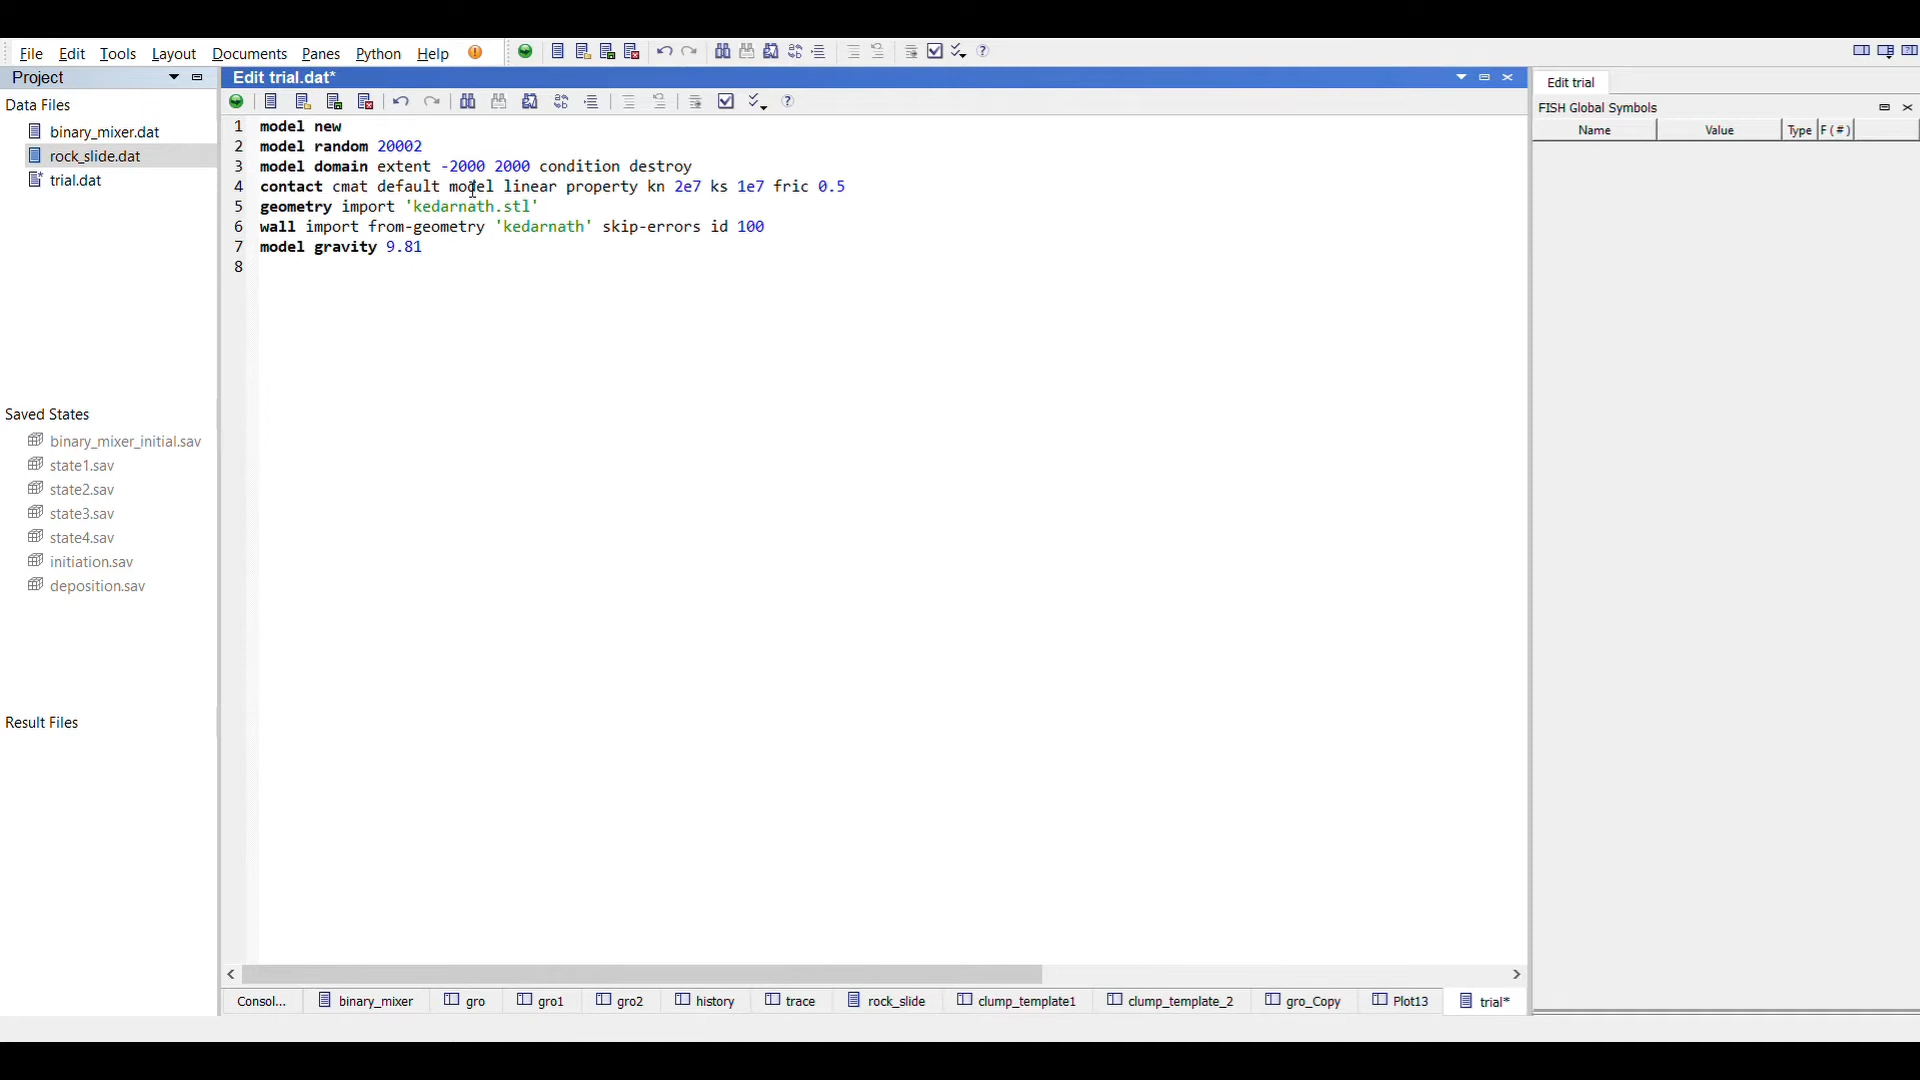 File Edit Tools Layout Documents Panes Python Help
Project
Edit trial.dat*
Edit trial
Data Files
FISH Global Symbols
Name Value Type F ( # )
binary_mixer.dat
rock_slide.dat
trial.dat
1 model new
2 model random 20002
3 model domain extent -2000 2000 condition destroy
4 contact cmat default model linear property kn 2e7 ks 1e7 fric 0.5
5 geometry import 'kedarnath.stl'
6 wall import from-geometry 'kedarnath' skip-errors id 100
7 model gravity 9.81
8
Saved States
binary_mixer_initial.sav
state1.sav
state2.sav
state3.sav
state4.sav
initiation.sav
deposition.sav
Result Files
Consol... binary_mixer gro gro1 gro2 history trace rock_slide clump_template1 clump_template_2 gro_Copy Plot13 trial*